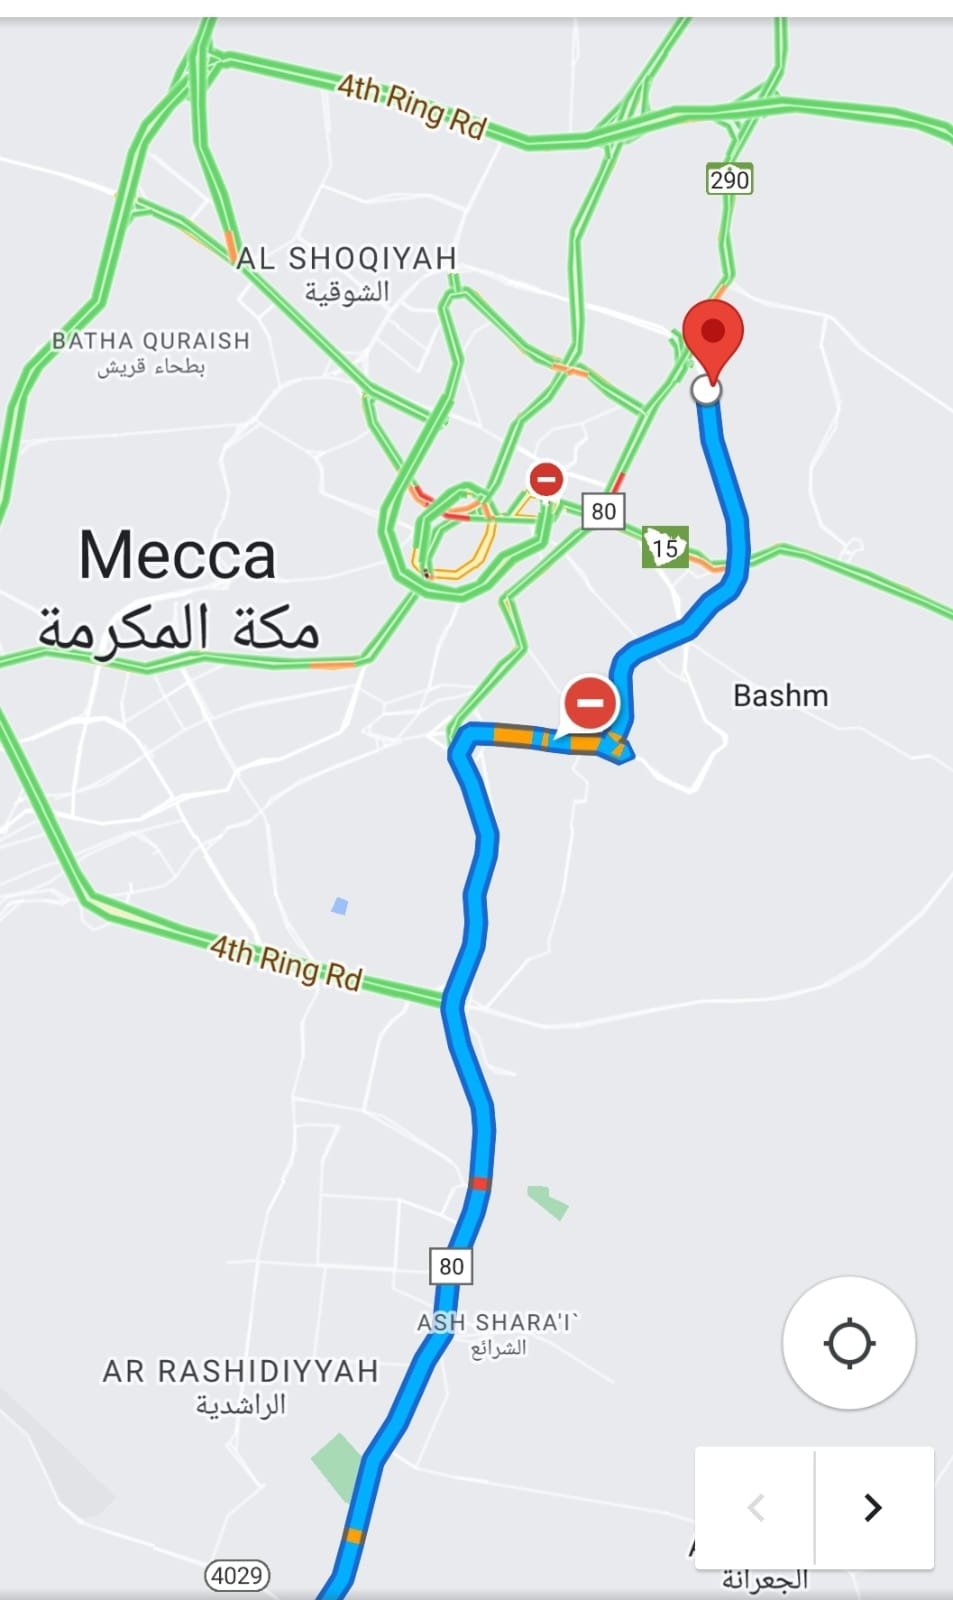 4th Ring Rd
290
AL SHOQIYAH
الشوقية
BATHA QURAISH
بطحاء قريش
80
15
Mecca
مكة المكرمة
Bashm
4th Ring Rd
80
ASH SHARA'I`
الشرائع
AR RASHIDIYYAH
الراشدية
4029
الجعرانة